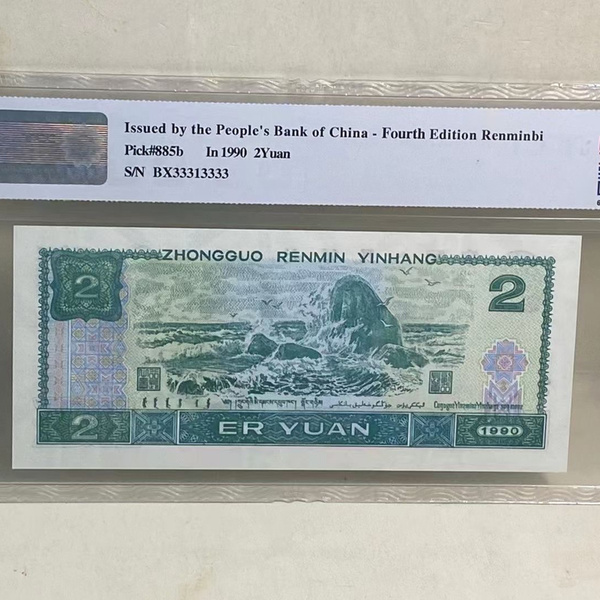 Issued by the People's Bank of China - Fourth Edition Renminbi
Pick#885b In 1990 2Yuan
S/N BX33313333
ZHONGGUO RENMIN YINHANG
2 2
2 ER YUAN 1990